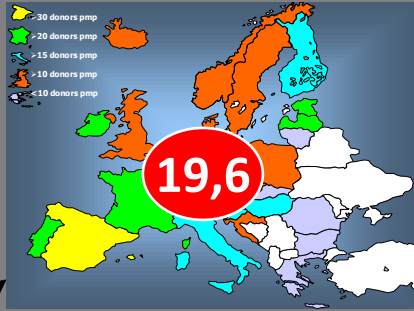 >30 donors pmp
>20 donors pmp
>15 donors pmp
>10 donors pmp
<10 donors pmp
19,6